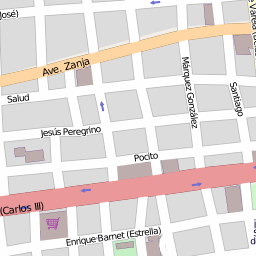 José)
Ave. Zanja
Márquez González
Santiago
Salud
Jesús Peregrino
Pocito
(Carlos III)
Enrique Barnet (Estrella)